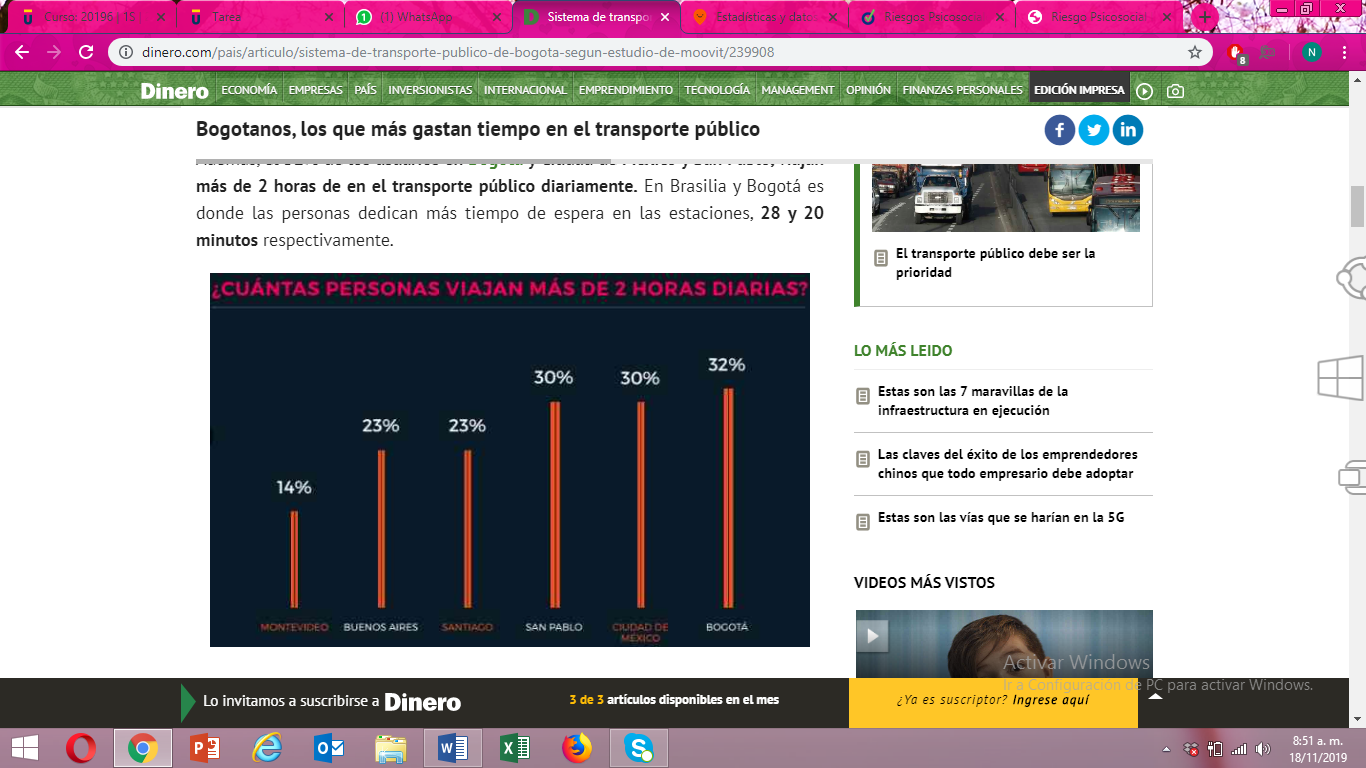 Curso: 20196 | 1S |
Tarea
(1) WhatsApp
Sistema de transpo
Estadísticas y datos
Riesgos Psicosocial
Riesgo Psicosocial
dinero.com/pais/articulo/sistema-de-transporte-publico-de-bogota-segun-estudio-de-moovit/239908
N
8
Dinero ECONOMÍA EMPRESAS PAÍS INVERSIONISTAS INTERNACIONAL EMPRENDIMIENTO TECNOLOGÍA MANAGEMENT OPINIÓN FINANZAS PERSONALES EDICIÓN IMPRESA
Bogotanos, los que más gastan tiempo en el transporte público
más de 2 horas de en el transporte público diariamente. En Brasilia y Bogotá es
donde las personas dedican más tiempo de espera en las estaciones, 28 y 20
minutos respectivamente.
¿CUÁNTAS PERSONAS VIAJAN MÁS DE 2 HORAS DIARIAS?
14%
23%
23%
30%
30%
32%
MONTEVIDEO
BUENOS AIRES
SANTIAGO
SAN PABLO
CIUDAD DE
MÉXICO
BOGOTÁ
El transporte público debe ser la
prioridad
LO MÁS LEIDO
Estas son las 7 maravillas de la
infraestructura en ejecución
Las claves del éxito de los emprendedores
chinos que todo empresario debe adoptar
Estas son las vías que se harían en la 5G
VIDEOS MÁS VISTOS
Activar Windows
Ir a Configuración de PC para activar Windows.
Lo invitamos a suscribirse a Dinero
3 de 3 artículos disponibles en el mes
¿Ya es suscriptor? Ingrese aquí
8:51 a. m.
18/11/2019